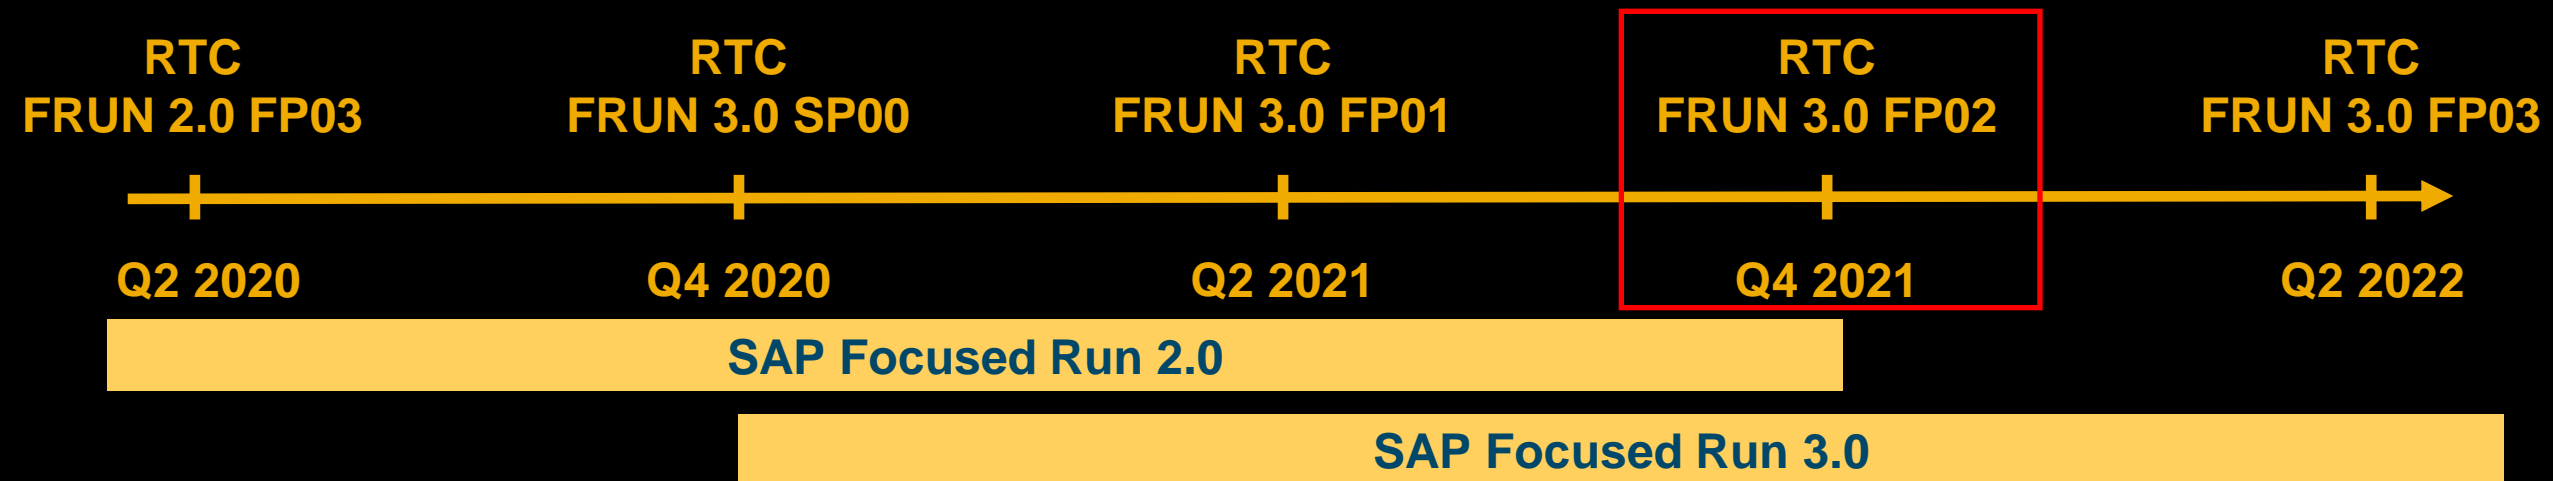 RTC
FRUN 2.0 FP03
RTC
FRUN 3.0 SP00
RTC
FRUN 3.0 FP01
RTC
FRUN 3.0 FP02
RTC
FRUN 3.0 FP03
Q2 2020
Q4 2020
Q2 2021
Q4 2021
Q2 2022
SAP Focused Run 2.0
SAP Focused Run 3.0